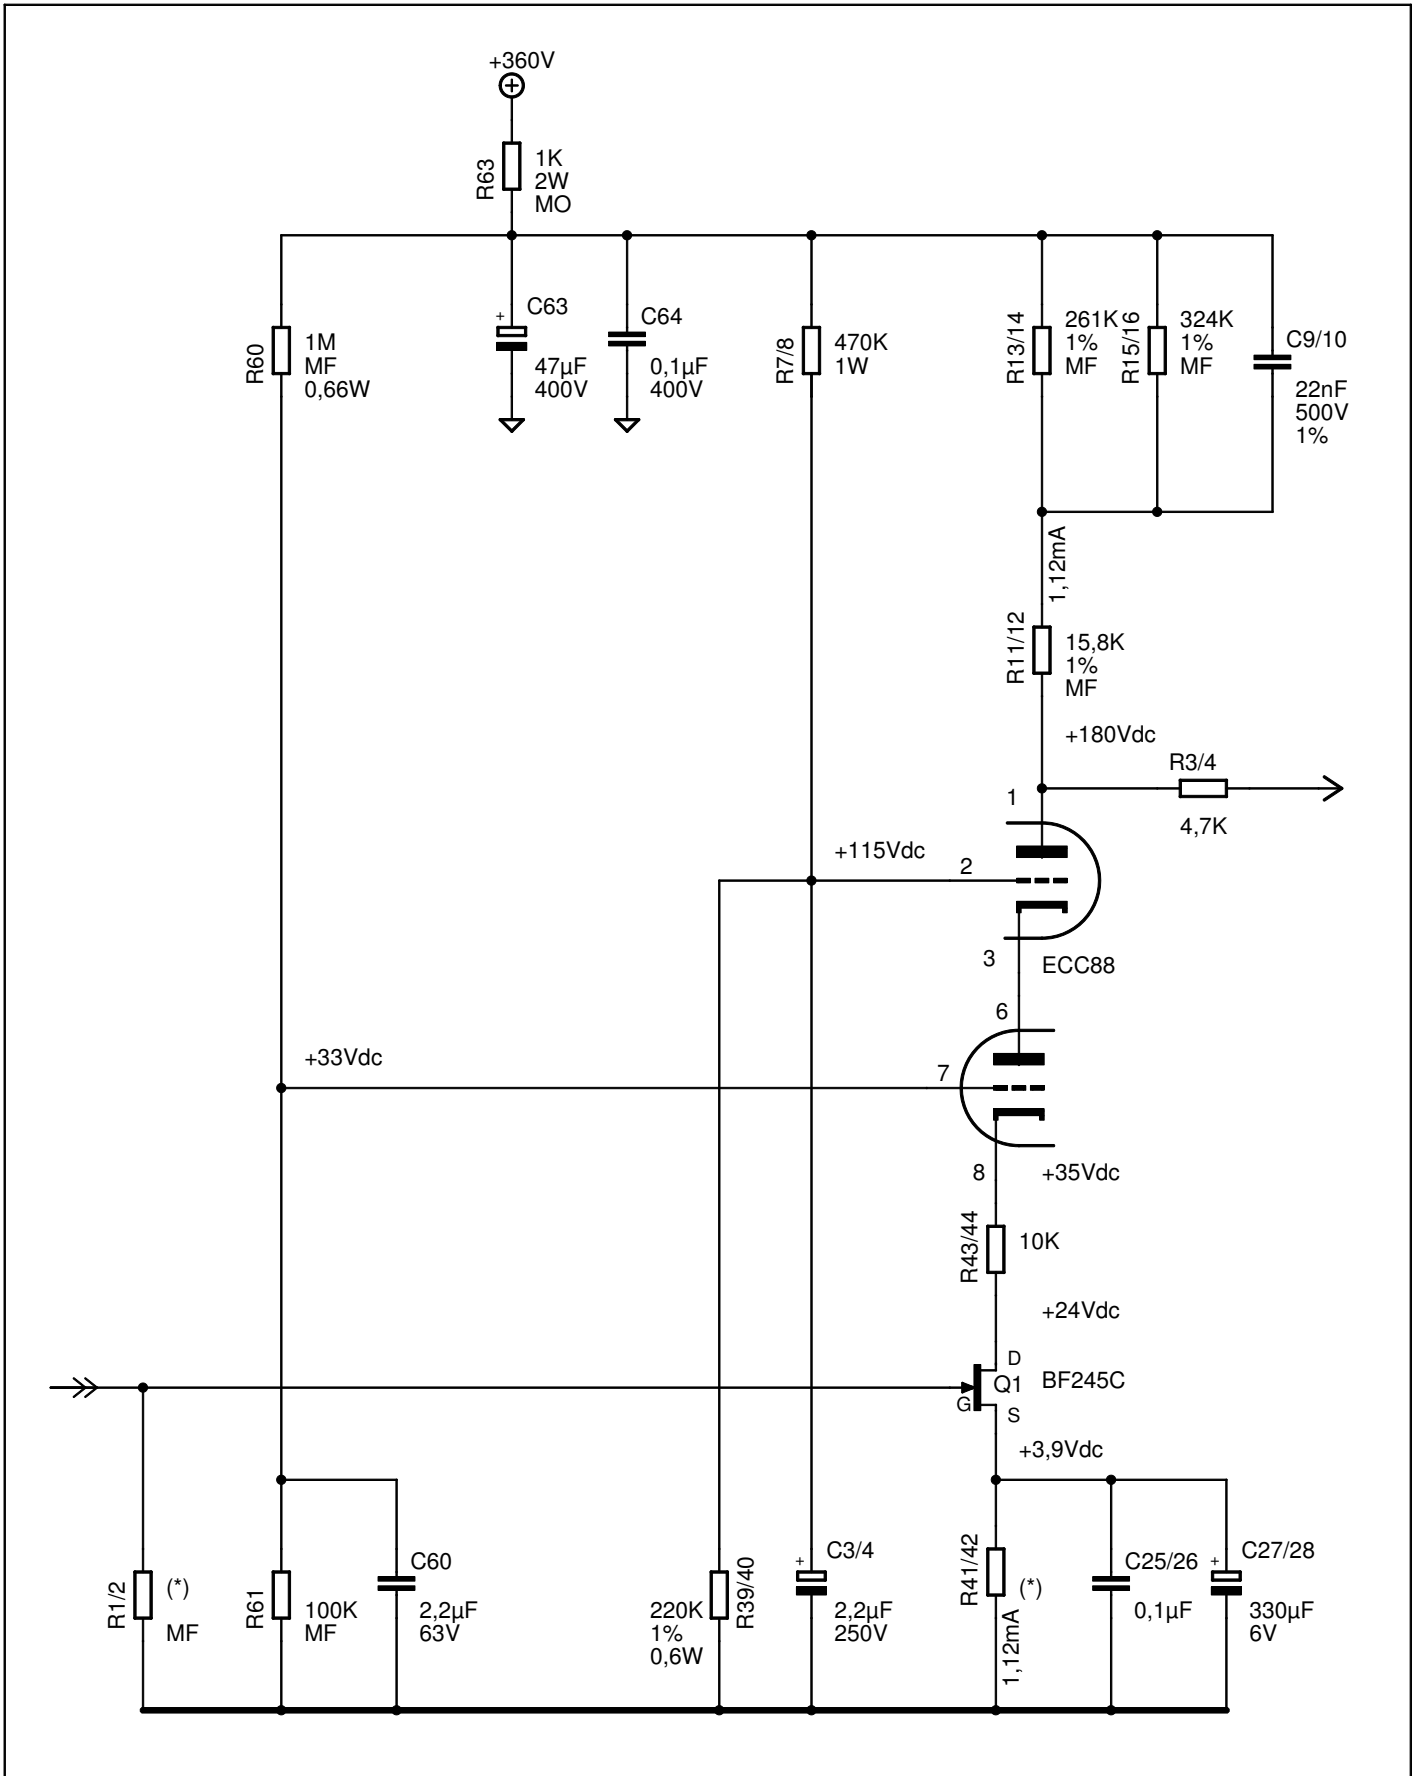 +360V
R63
1K
2W
MO
R60
1M
MF
0,66W
+
C63
47µF
400V
C64
0,1µF
400V
R7/8
470K
1W
R13/14
261K
1%
MF
R15/16
324K
1%
MF
C9/10
22nF
500V
1%
1,12mA
R11/12
15,8K
1%
MF
+180Vdc
R3/4
4,7K
1
+115Vdc
2
3
ECC88
6
+33Vdc
7
8
+35Vdc
R43/44
10K
+24Vdc
D
Q1
BF245C
G
S
+3,9Vdc
R1/2
(*)
MF
R61
100K
MF
C60
2,2µF
63V
220K
1%
0,6W
R39/40
+
C3/4
2,2µF
250V
R41/42
(*)
1,12mA
C25/26
0,1µF
+
C27/28
330µF
6V